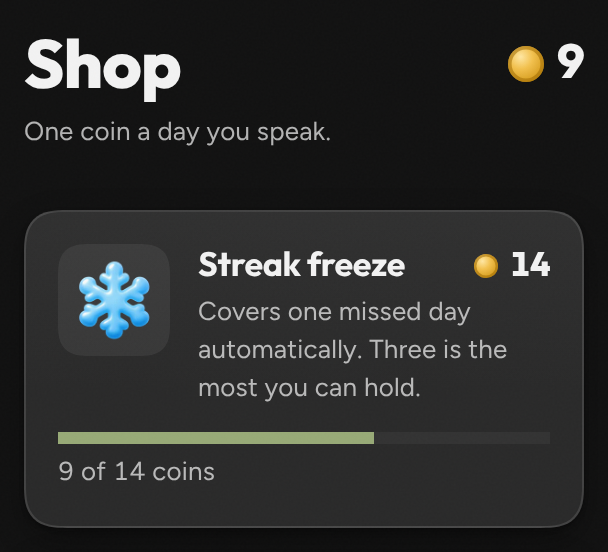 Shop
9
One coin a day you speak.
Streak freeze
14
Covers one missed day
automatically. Three is the
most you can hold.
9 of 14 coins